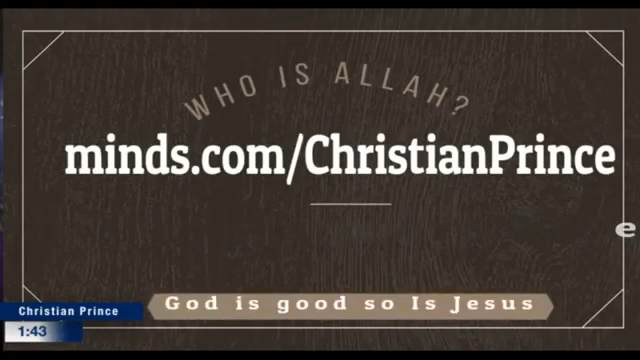 WHO IS ALLAH?
minds.com/ChristianPrince
e
God is good so Is Jesus
Christian Prince
1:43